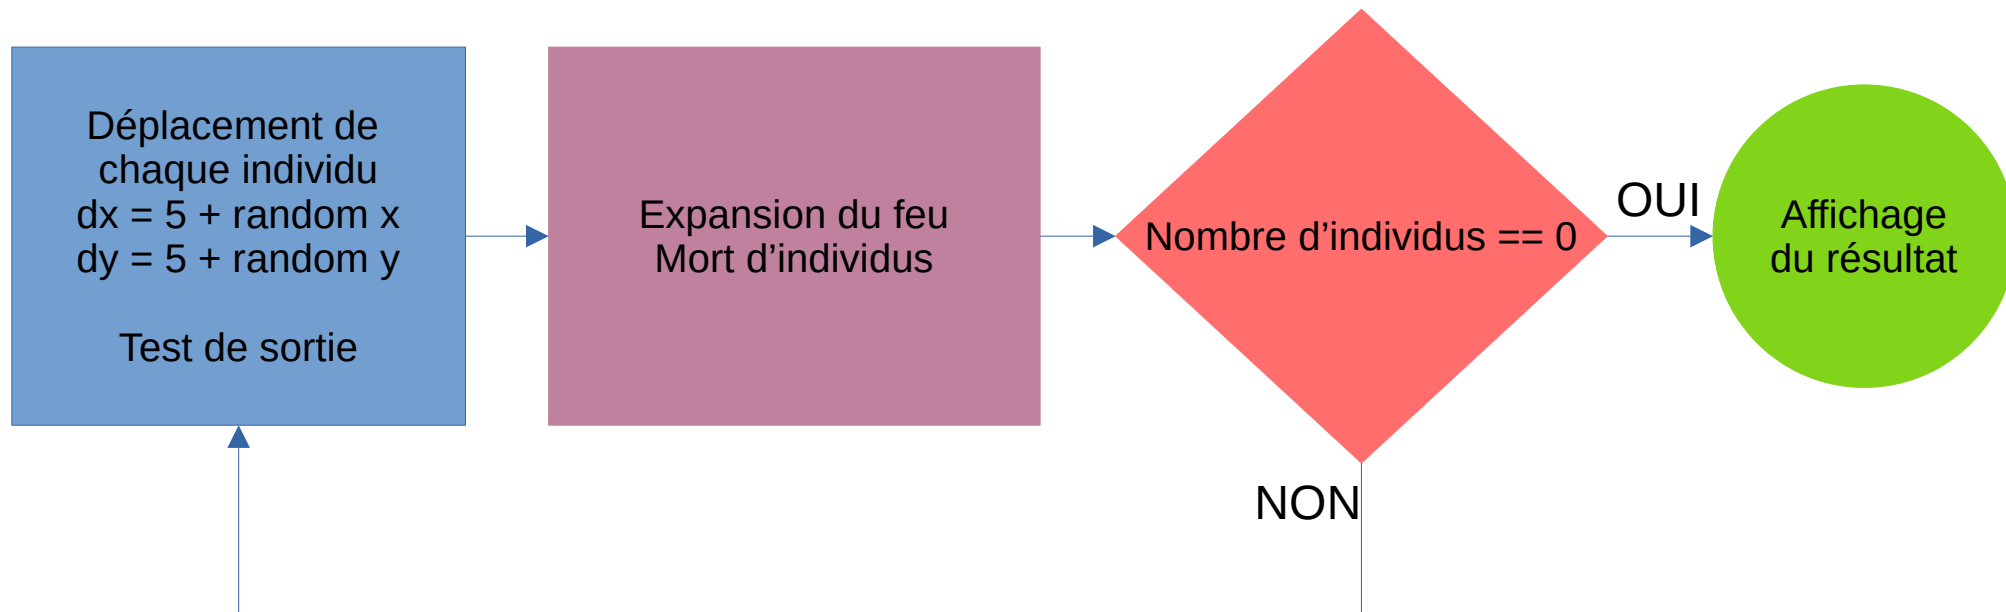 Déplacement de
chaque individu
dx = 5 + random x
dy = 5 + random y
Test de sortie
Expansion du feu
Mort d’individus
Nombre d’individus == 0
OUI
Affichage
du résultat
NON